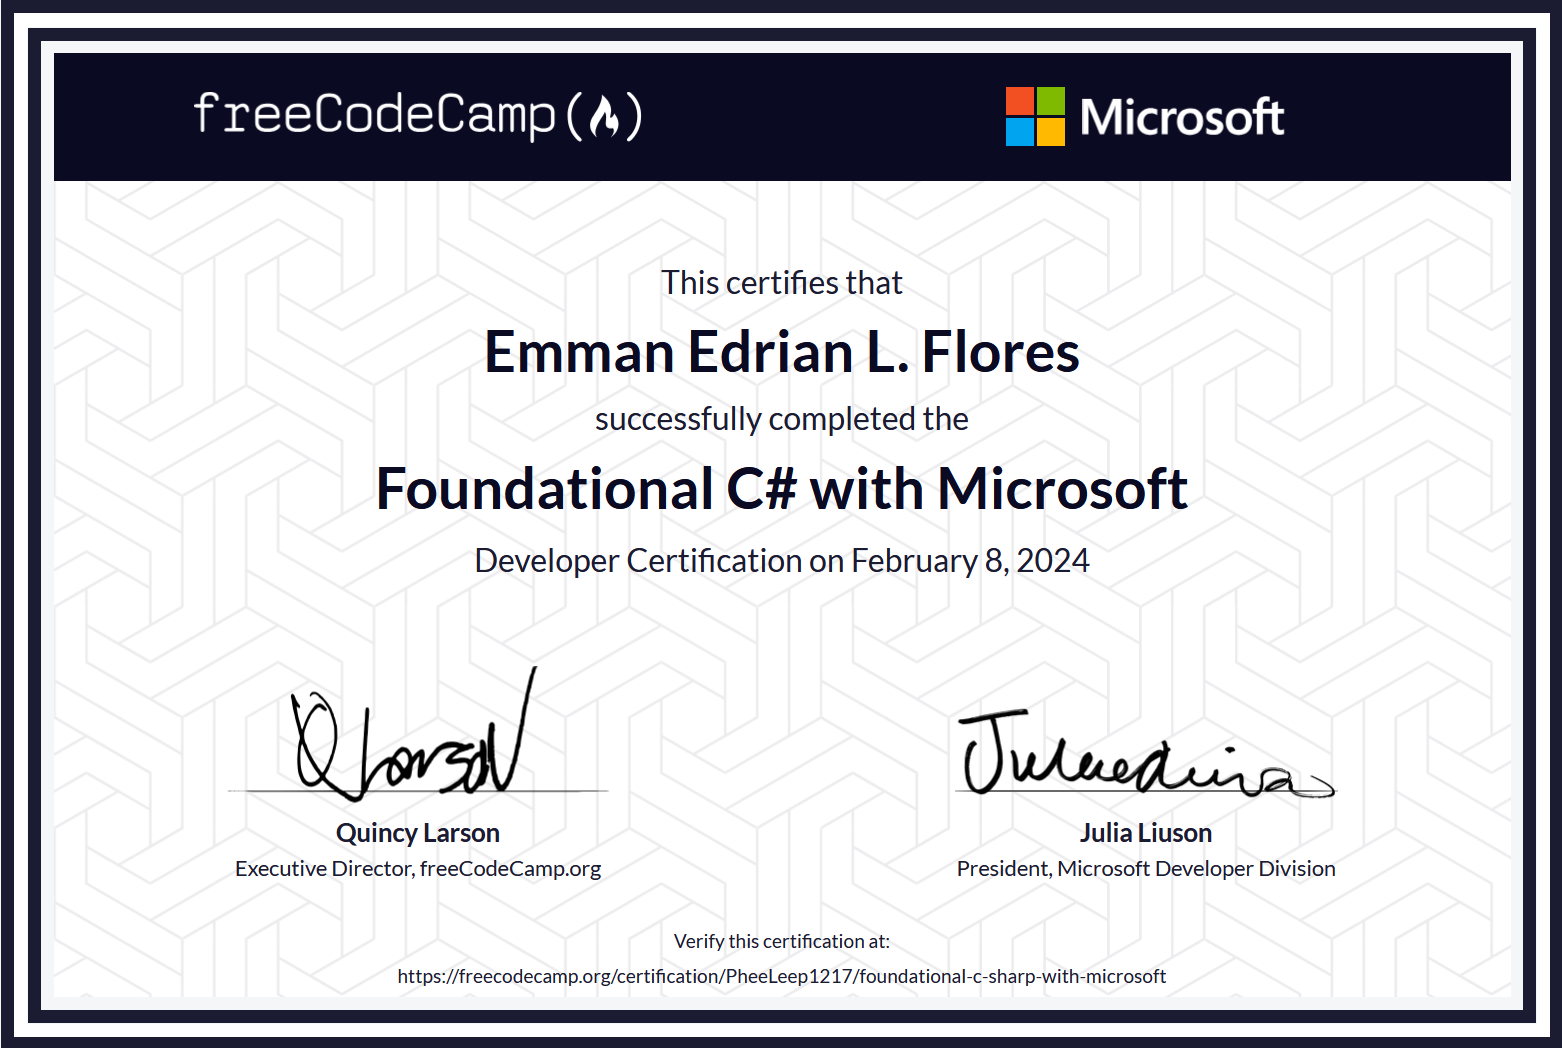 freeCodeCamp
Microsoft
This certifies that
Emman Edrian L. Flores
successfully completed the
Foundational C# with Microsoft
Developer Certification on February 8, 2024
Quincy Larson
Executive Director, freeCodeCamp.org
Julia Liuson
President, Microsoft Developer Division
Verify this certification at:
https://freecodecamp.org/certification/PheeLeep1217/foundational-c-sharp-with-microsoft